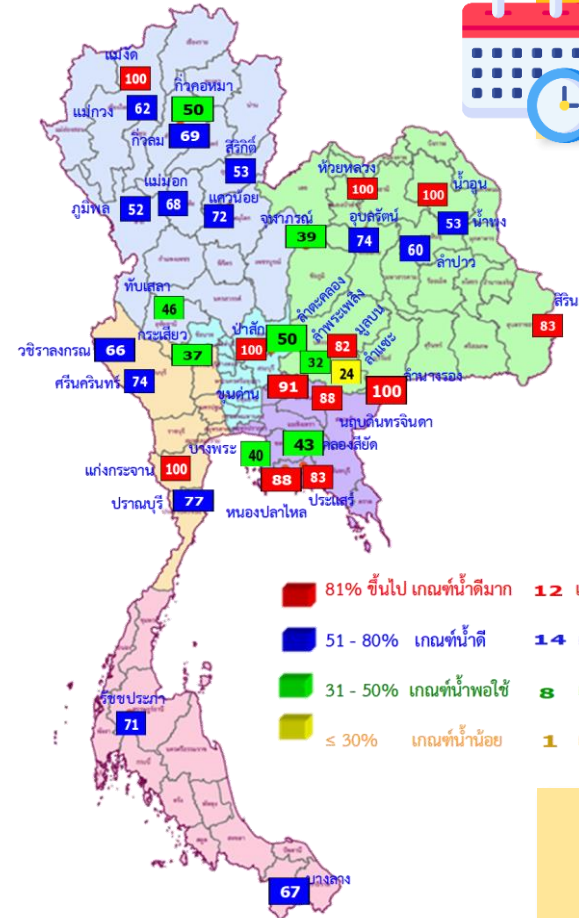 แม่งัด
100
กิ่วคอหมา
50
แม่กวง
62
กิ่วลม
69
สิริกิติ์
53
แม่มอก
68
ภูมิพล
52
แควน้อย
72
ห้วยหลวง
100
น้ำอูน
100
จุฬาภรณ์
39
อุบลรัตน์
74
53
น้ำพุง
60
ลำปาว
ทับเสลา
46
กระเสียว
37
ป่าสัก
100
ลำตะคอง
50
ลำพระเพลิง
32
มูลบน
82
ลำแชะ
24
สิริน
83
วชิราลงกรณ
66
ศรีนครินทร์
74
ขุนด่าน
91
88
ลำนางรอง
100
นฤบดินทรจินดา
บางพระ
40
43
คลองสียัด
แก่งกระจาน
100
88
83
ประแสร์
ปราณบุรี
77
หนองปลาไหล
81% ขึ้นไป เกณฑ์น้ำดีมาก 12
51 - 80% เกณฑ์น้ำดี 14
31 - 50% เกณฑ์น้ำพอใช้ 8
≤ 30% เกณฑ์น้ำน้อย 1
รัชชประภา
71
67
บางลาง